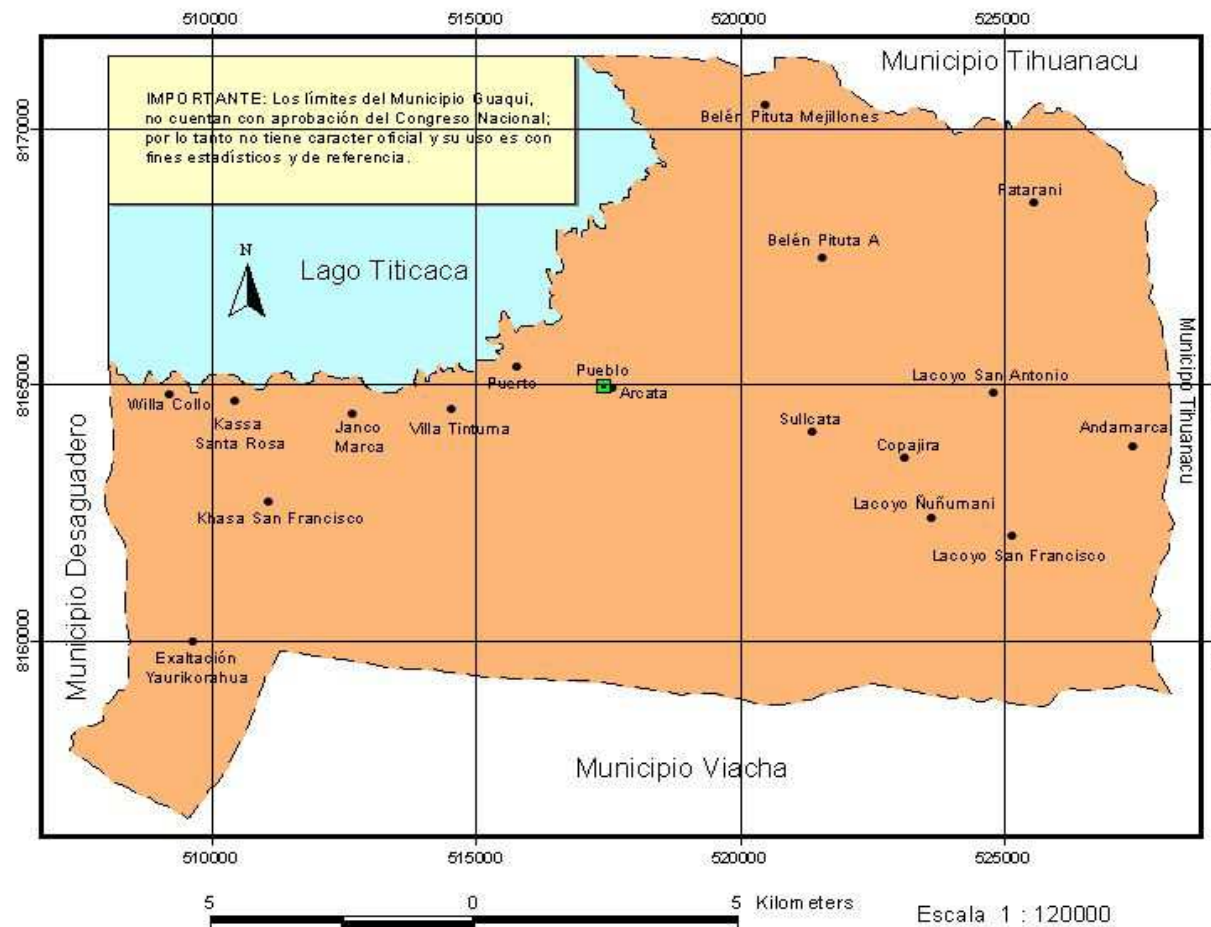 510000
515000
520000
525000
Municipio Tihuanacu
IMPORTANTE: Los límites del Municipio Guaqui,
no cuentan con aprobación del Congreso Nacional;
por lo tanto no tiene caracter oficial y su uso es con
fines estadísticos y de referencia.
Belén Pituta Mejillones
8170000
8170000
Patarani
Belén Pituta A
N
Lago Titicaca
Municipio Tihuanacu
Puerto
Pueblo
Arcata
Lacoyo San Antonio
8165000
8165000
Willa Collo
Kassa
Santa Rosa
Janco
Marca
Villa Tintuma
Sullcata
Copajira
Andamarca
Khasa San Francisco
Lacoyo Ñuñumani
Lacoyo San Francisco
Municipio Desaguadero
8160000
8160000
Exaltación
Yaurikorahua
Municipio Viacha
510000
515000
520000
525000
5
0
5
Kilometers
Escala 1 : 120000